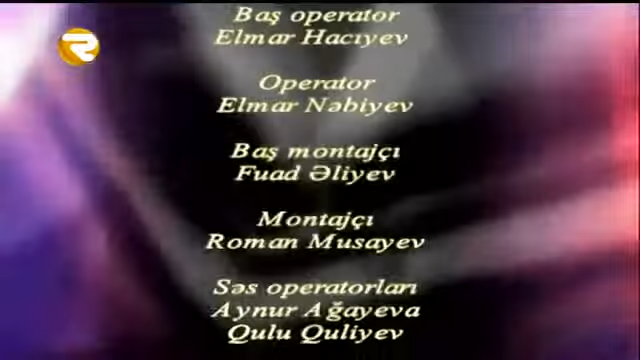 Baş operator
Elmar Hacıyev
Operator
Elmar Nəbiyev
Baş montajçı
Fuad Əliyev
Montajçı
Roman Musayev
Səs operatorları
Aynur Ağayeva
Qulu Quliyev